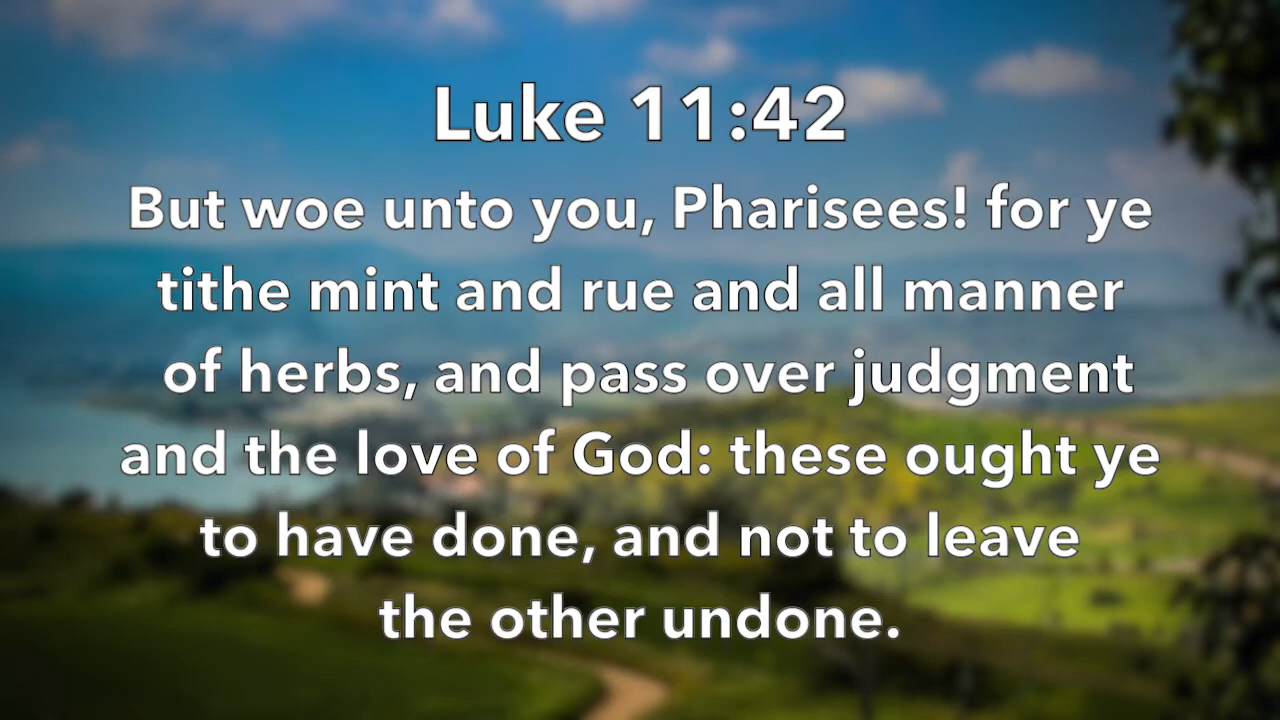 Luke 11:42
But woe unto you, Pharisees! for ye
tithe mint and rue and all manner
of herbs, and pass over judgment
and the love of God: these ought ye
to have done, and not to leave
the other undone.